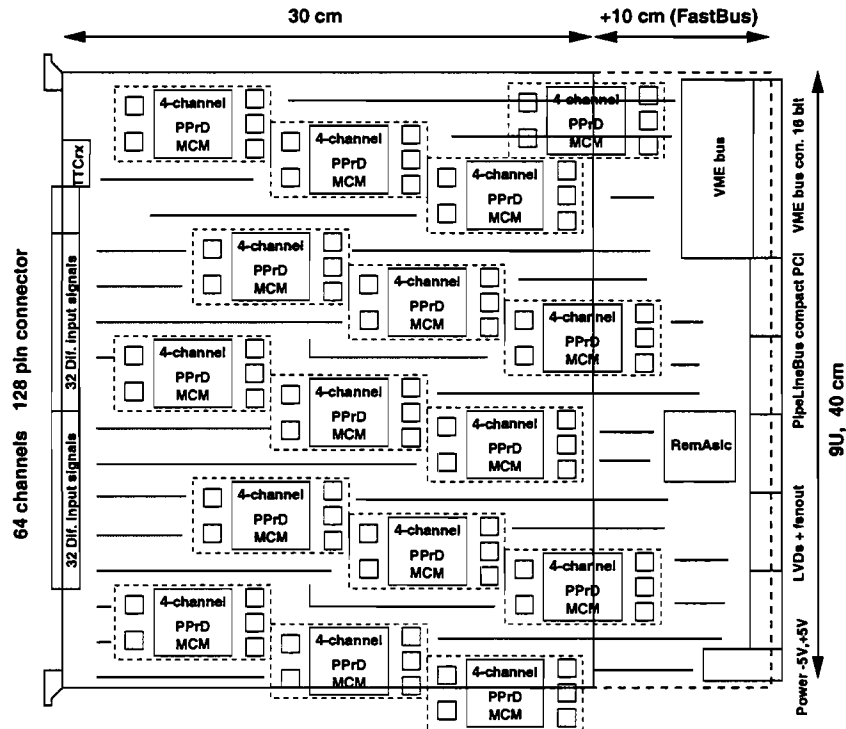 30 cm
+10 cm (FastBus)
4-channel
PPrD
MCM
4-channel
PPrD
MCM
4-channel
PPrD
MCM
4-channel
PPrD
MCM
TTCrx
VME bus
VME bus con. 16 bit
4-channel
PPrD
MCM
4-channel
PPrD
MCM
4-channel
PPrD
MCM
64 channels 128 pin connector
32 Dif. input signals
32 Dif. input signals
PipeLineBus compact PCI
9U, 40 cm
4-channel
PPrD
MCM
4-channel
PPrD
MCM
4-channel
PPrD
MCM
RemAsic
4-channel
PPrD
MCM
4-channel
PPrD
MCM
4-channel
PPrD
MCM
LVDs + fanout
4-channel
PPrD
MCM
4-channel
PPrD
MCM
4-channel
PPrD
MCM
Power -5V,+5V